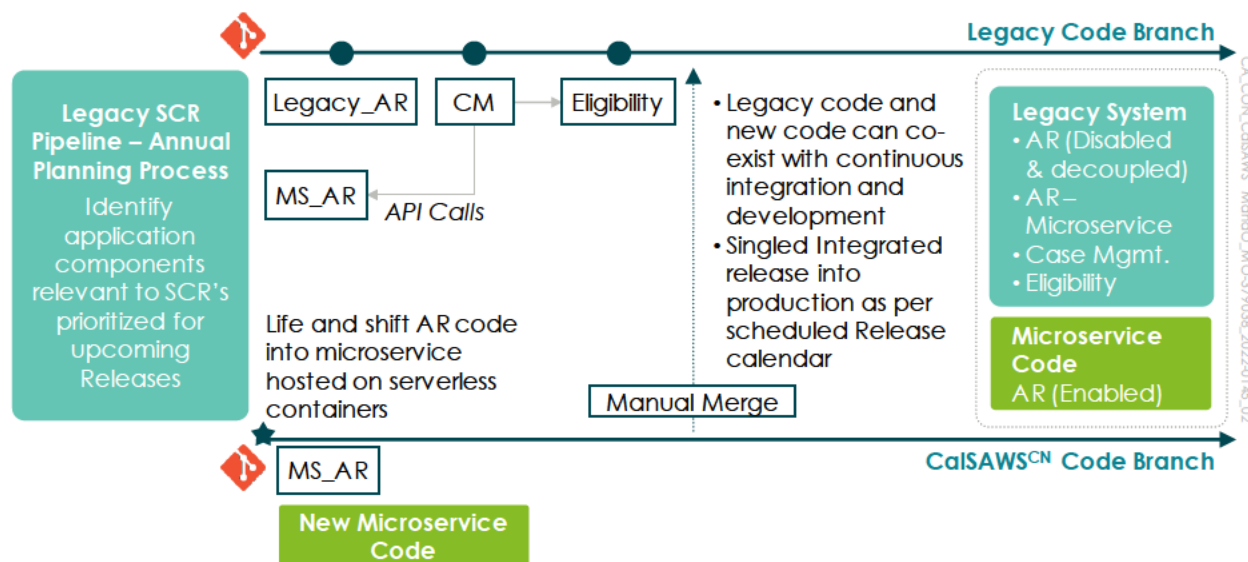 Legacy Code Branch
Legacy SCR
Pipeline – Annual
Planning Process
Identify
application
components
relevant to SCR's
prioritized for
upcoming
Releases
Legacy_AR
CM
Eligibility
MS_AR
API Calls
Life and shift AR code
into microservice
hosted on serverless
containers
• Legacy code and
new code can co-
exist with continuous
integration and
development
• Singled Integrated
release into
production as per
scheduled Release
calendar
Manual Merge
Legacy System
• AR (Disabled
& decoupled)
• AR –
Microservice
• Case Mgmt.
• Eligibility
Microservice
Code
AR (Enabled)
CalSAWSCN Code Branch
MS_AR
New Microservice
Code